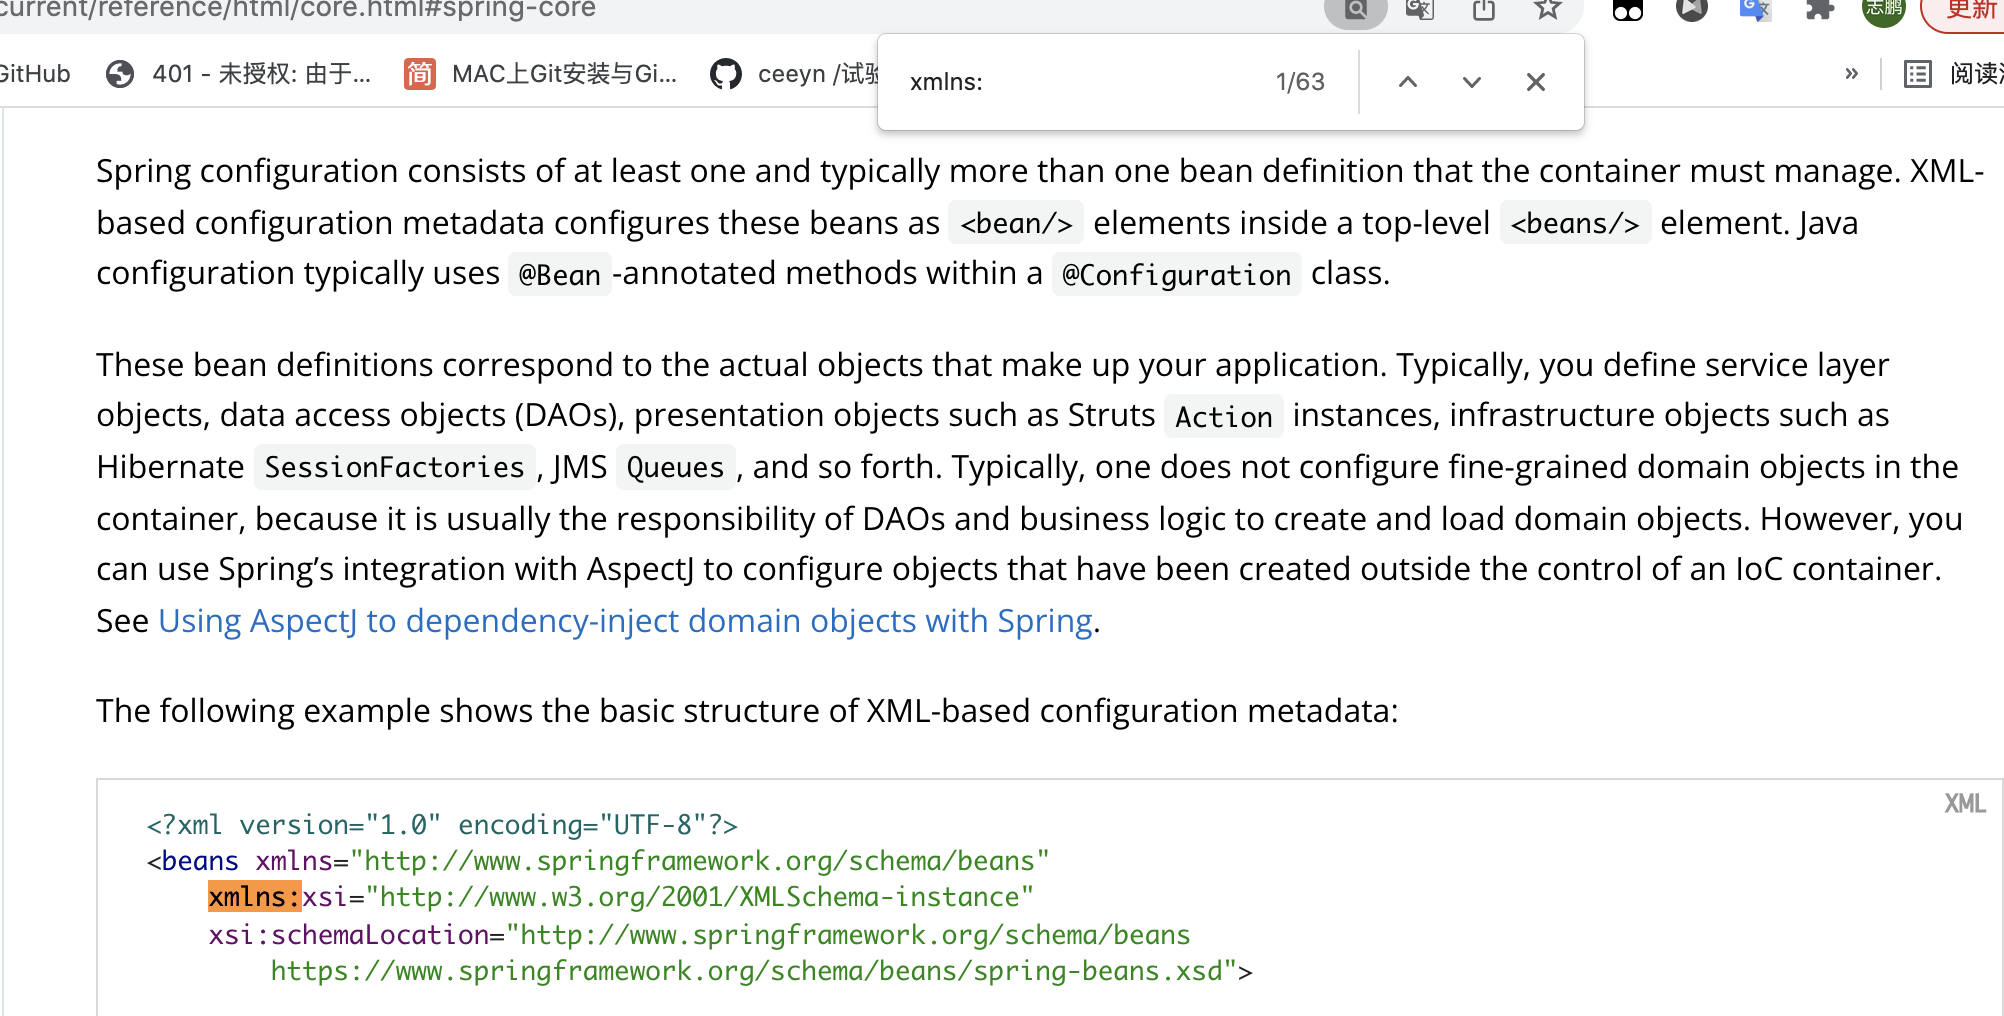 current/reference/html/core.html#spring-core
志鹏
更新
GitHub
401 - 未授权: 由于...
简
MAC上Git安装与Gi...
ceeyn /试验
xmlns:
1/63
»
阅读
Spring configuration consists of at least one and typically more than one bean definition that the container must manage. XML-
based configuration metadata configures these beans as <bean/> elements inside a top-level <beans/> element. Java
configuration typically uses @Bean-annotated methods within a @Configuration class.
These bean definitions correspond to the actual objects that make up your application. Typically, you define service layer
objects, data access objects (DAOs), presentation objects such as Struts Action instances, infrastructure objects such as
Hibernate SessionFactories, JMS Queues, and so forth. Typically, one does not configure fine-grained domain objects in the
container, because it is usually the responsibility of DAOs and business logic to create and load domain objects. However, you
can use Spring’s integration with AspectJ to configure objects that have been created outside the control of an IoC container.
See Using AspectJ to dependency-inject domain objects with Spring.
The following example shows the basic structure of XML-based configuration metadata:
XML
<?xml version="1.0" encoding="UTF-8"?>
<beans xmlns="http://www.springframework.org/schema/beans"
xmlns:xsi="http://www.w3.org/2001/XMLSchema-instance"
xsi:schemaLocation="http://www.springframework.org/schema/beans
https://www.springframework.org/schema/beans/spring-beans.xsd">